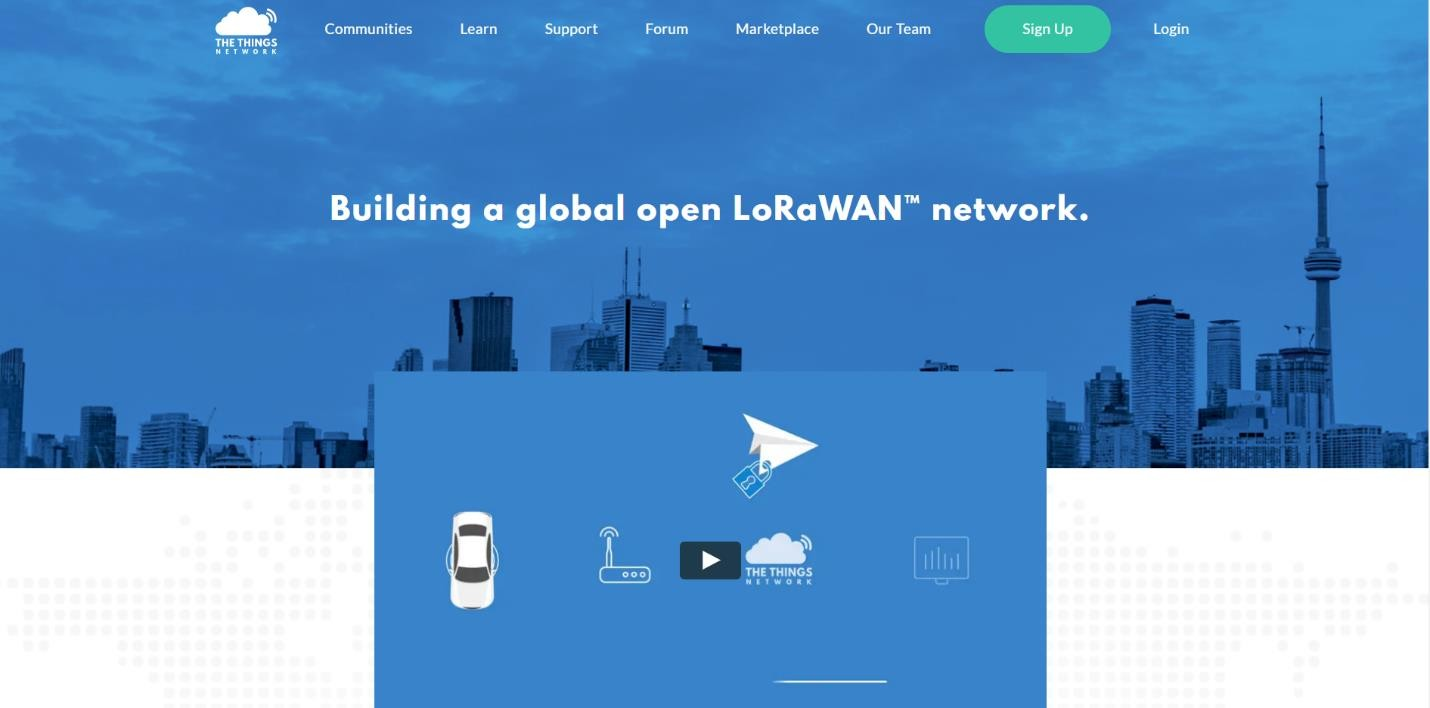 THE THINGS
NETWORK
Communities
Learn
Support
Forum
Marketplace
Our Team
Sign Up
Login
Building a global open LoRaWAN™ network.
THE THINGS
NETWORK